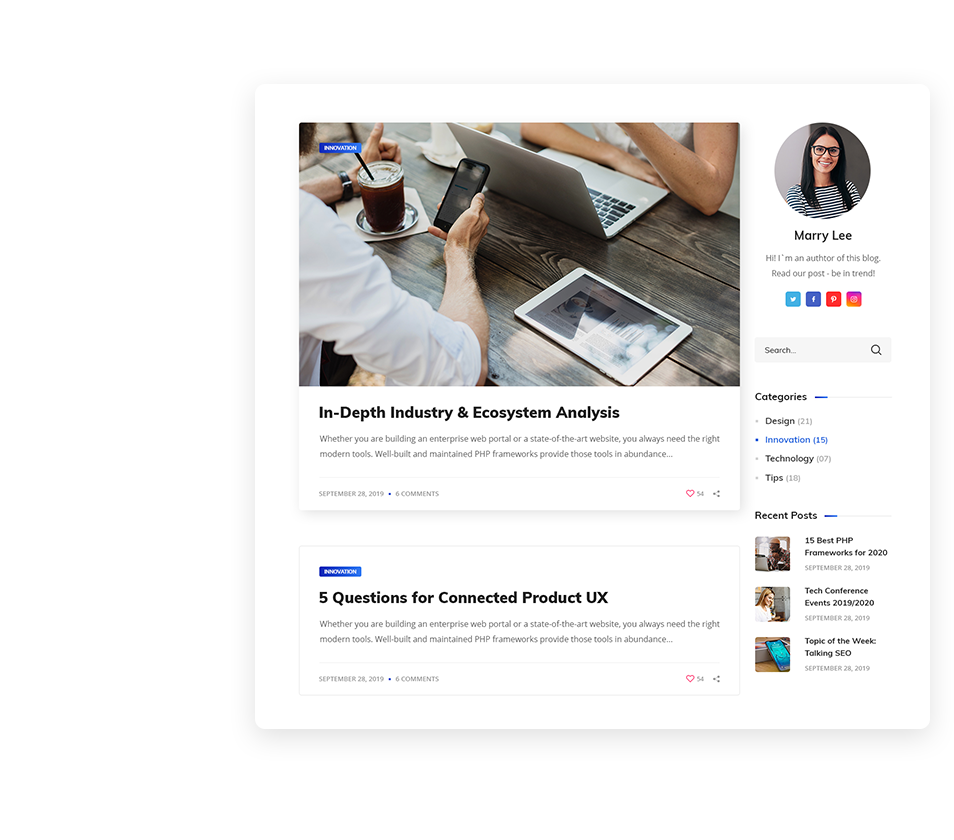 INNOVATION
In-Depth Industry & Ecosystem Analysis
Whether you are building an enterprise web portal or a state-of-the-art website, you always need the right
modern tools. Well-built and maintained PHP frameworks provide those tools in abundance...
SEPTEMBER 28, 2019 • 6 COMMENTS
54
INNOVATION
5 Questions for Connected Product UX
Whether you are building an enterprise web portal or a state-of-the-art website, you always need the right
modern tools. Well-built and maintained PHP frameworks provide those tools in abundance...
SEPTEMBER 28, 2019 • 6 COMMENTS
54
Marry Lee
Hi! I`m an authtor of this blog.
Read our post - be in trend!
Search...
Categories
Design (21)
Innovation (15)
Technology (07)
Tips (18)
Recent Posts
15 Best PHP
Frameworks for 2020
SEPTEMBER 28, 2019
Tech Conference
Events 2019/2020
SEPTEMBER 28, 2019
Topic of the Week:
Talking SEO
SEPTEMBER 28, 2019